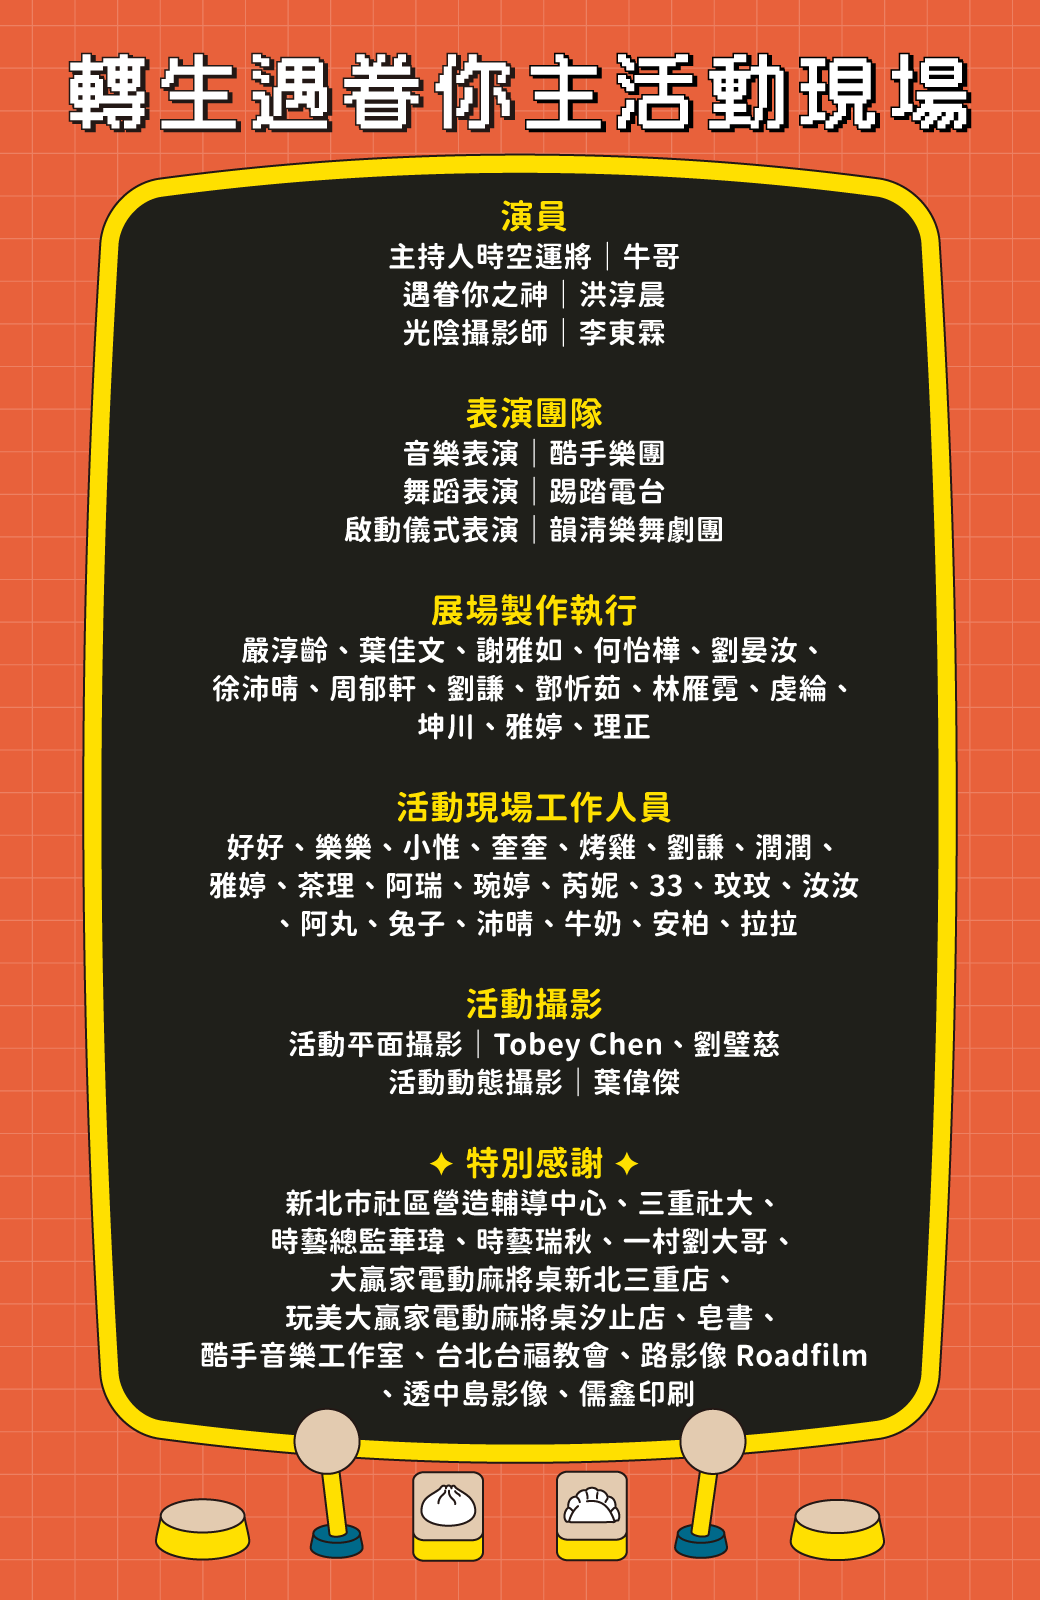 轉生遇眷你主活動現場
演員
主持人時空運將｜牛哥
遇眷你之神｜洪淳晨
光陰攝影師｜李東霖
表演團隊
音樂表演｜酷手樂團
舞蹈表演｜踢踏電台
啟動儀式表演｜韻淸樂舞劇團
展場製作執行
嚴淳齡、葉佳文、謝雅如、何怡樺、劉晏汝、
徐沛晴、周郁軒、劉謙、鄧忻茹、林雁霓、虔綸、
坤川、雅婷、理正
活動現場工作人員
好好、樂樂、小惟、奎奎、烤雞、劉謙、潤潤、
雅婷、茶理、阿瑞、琬婷、芮妮、33、玟玟、汝汝
、阿丸、兔子、沛晴、牛奶、安柏、拉拉
活動攝影
活動平面攝影｜Tobey Chen、劉璧慈
活動動態攝影｜葉偉傑
✦ 特別感謝 ✦
新北市社區營造輔導中心、三重社大、
時藝總監華瑋、時藝瑞秋、一村劉大哥、
大贏家電動麻將桌新北三重店、
玩美大贏家電動麻將桌汐止店、皂書、
酷手音樂工作室、台北台福教會、路影像 Roadfilm
、透中島影像、儒鑫印刷